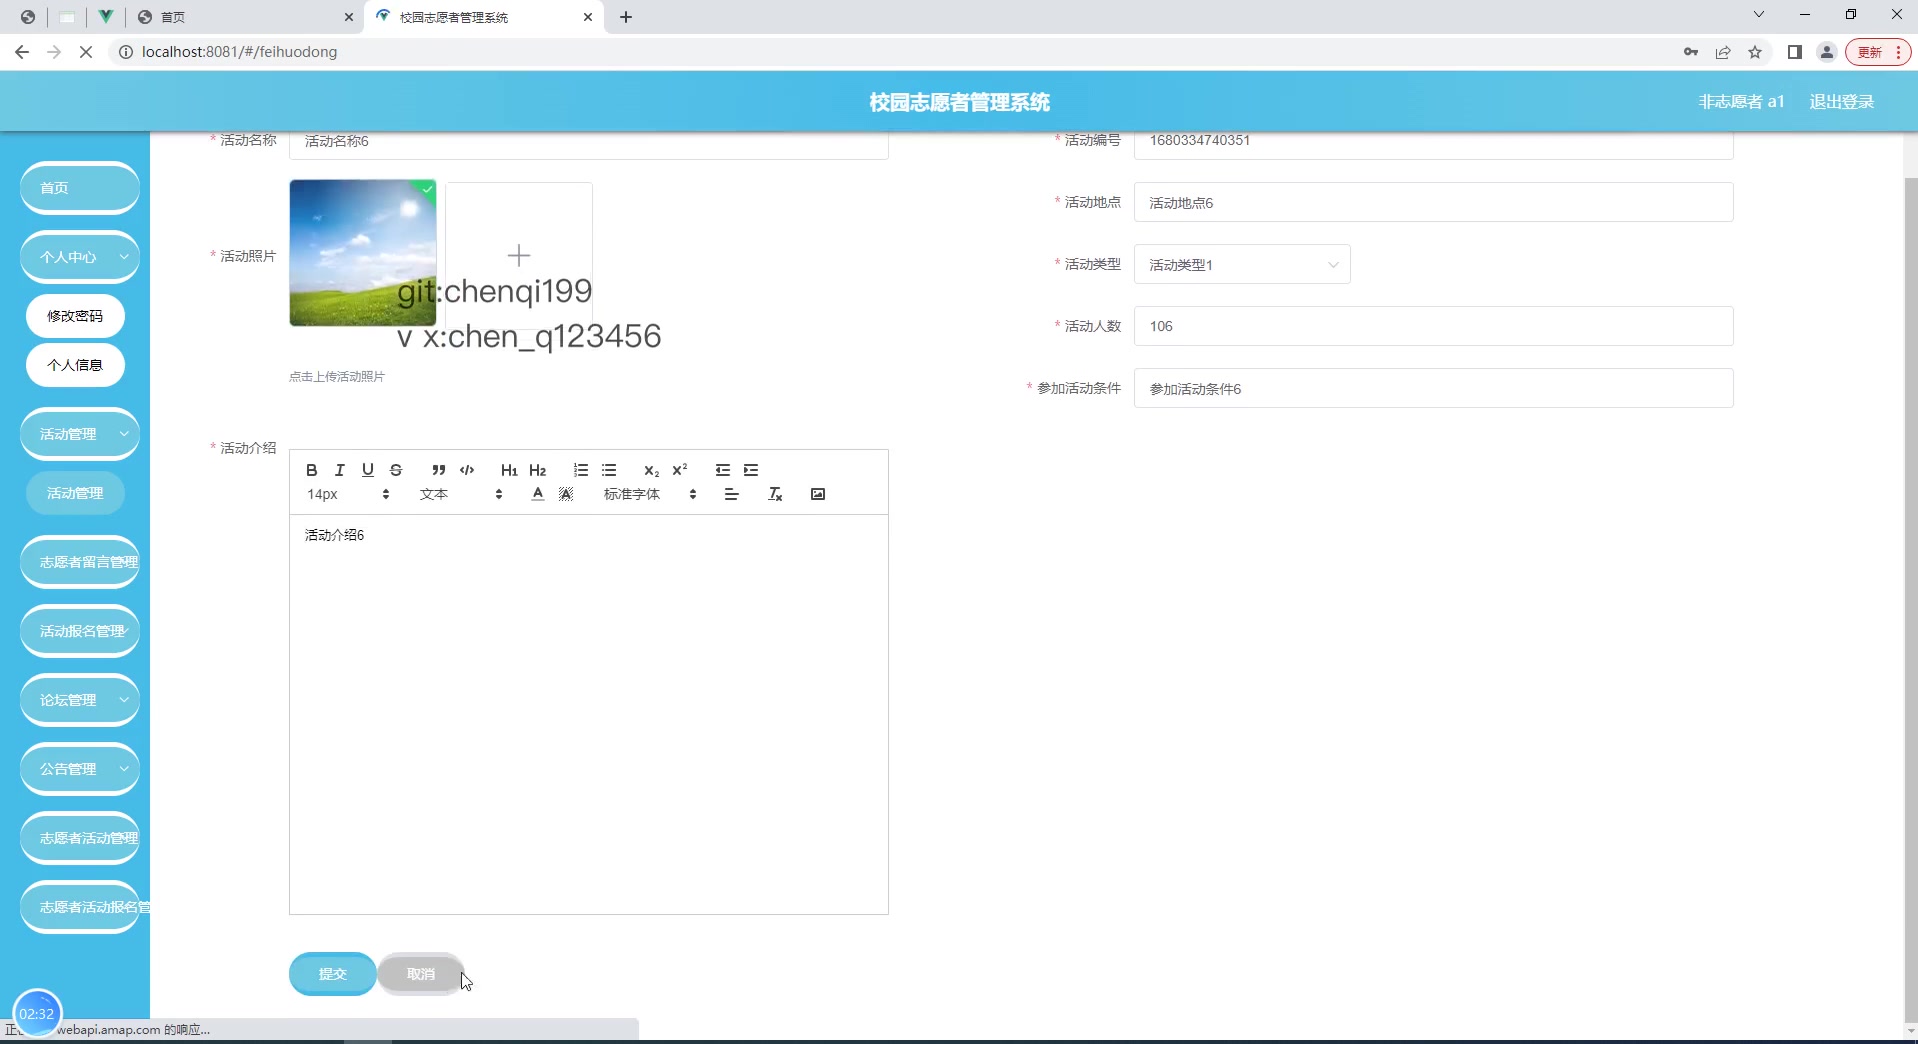 首页
校园志愿者管理系统
localhost:8081/#/feihuodong
更新
校园志愿者管理系统
非志愿者 a1
退出登录
首页
个人中心
修改密码
个人信息
活动管理
活动管理
志愿者留言管理
活动报名管理
论坛管理
公告管理
志愿者活动管理
志愿者活动报名管
* 活动名称
活动名称6
* 活动编号
1680334740351
* 活动照片
git:chenqi199
v x:chen_q123456
点击上传活动照片
* 活动地点
活动地点6
* 活动类型
活动类型1
* 活动人数
106
* 参加活动条件
参加活动条件6
* 活动介绍
B I U S H1 H2 x₂ x²
14px 文本 A A 标准字体 Tx
活动介绍6
提交
取消
02:32
webapi.amap.com 的响应...